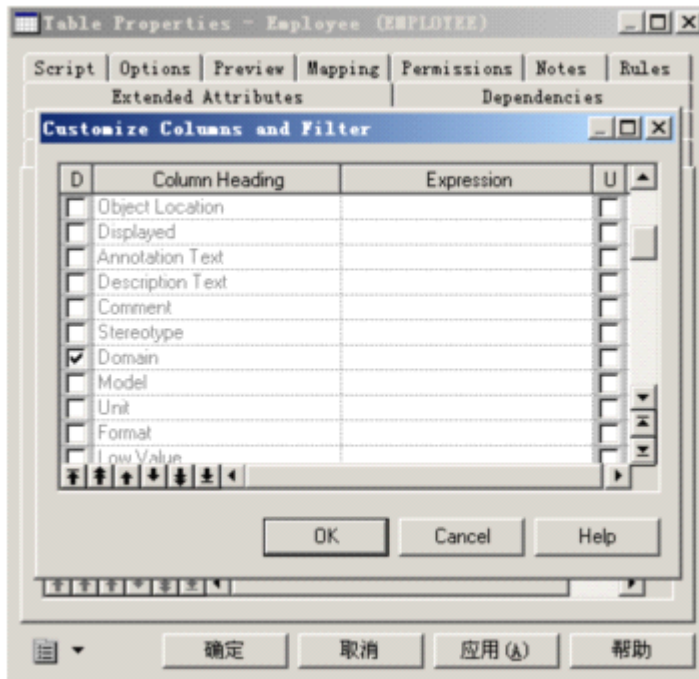 Table Properties - Employee (EMPLOYEE)
Script Options Preview Mapping Permissions Notes Rules
Extended Attributes Dependencies
Customize Columns and Filter
D Column Heading Expression U
Object Location
Displayed
Annotation Text
Description Text
Comment
Stereotype
Domain
Model
Unit
Format
Low Value
OK Cancel Help
确定 取消 应用(A) 帮助